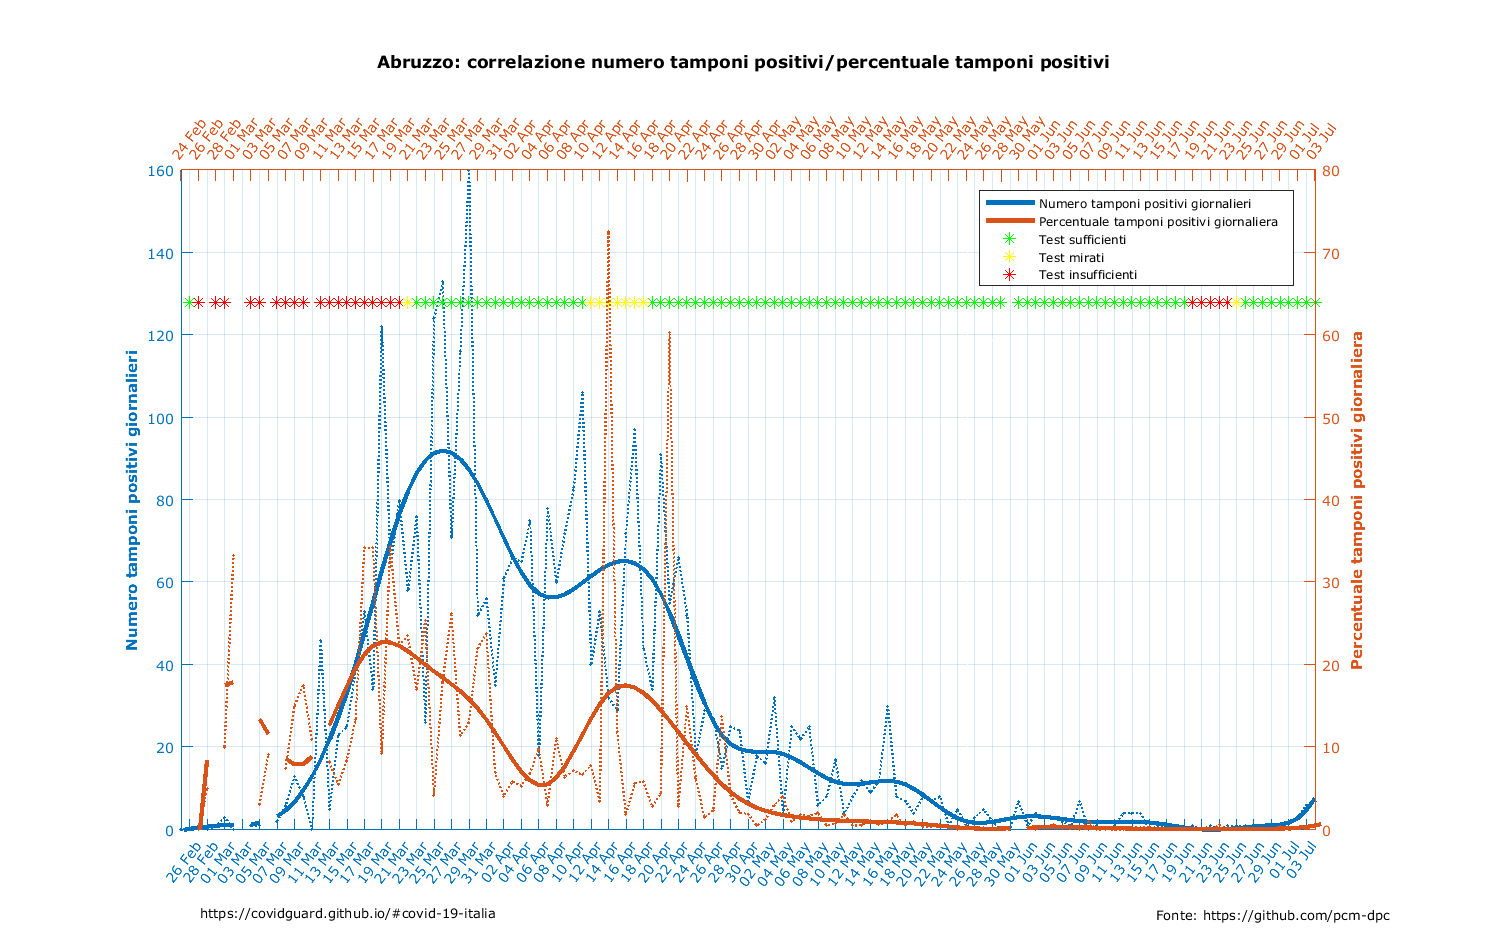 Abruzzo: correlazione numero tamponi positivi/percentuale tamponi positivi
24 Feb 26 Feb 28 Feb 01 Mar 03 Mar 05 Mar 07 Mar 09 Mar 11 Mar 13 Mar 15 Mar 17 Mar 19 Mar 21 Mar 23 Mar 25 Mar 27 Mar 29 Mar 31 Mar 02 Apr 04 Apr 06 Apr 08 Apr 10 Apr 12 Apr 14 Apr 16 Apr 18 Apr 20 Apr 22 Apr 24 Apr 26 Apr 28 Apr 30 Apr 02 May 04 May 06 May 08 May 10 May 12 May 14 May 16 May 18 May 20 May 22 May 24 May 26 May 28 May 30 May 01 Jun 03 Jun 05 Jun 07 Jun 09 Jun 11 Jun 13 Jun 15 Jun 17 Jun 19 Jun 21 Jun 23 Jun 25 Jun 27 Jun 29 Jun 01 Jul 03 Jul
160
140
120
100
80
60
40
20
0
Numero tamponi positivi giornalieri
Numero tamponi positivi giornalieri
Percentuale tamponi positivi giornaliera
Test sufficienti
Test mirati
Test insufficienti
80
70
60
50
40
30
20
10
0
Percentuale tamponi positivi giornaliera
26 Feb 28 Feb 01 Mar 03 Mar 05 Mar 07 Mar 09 Mar 11 Mar 13 Mar 15 Mar 17 Mar 19 Mar 21 Mar 23 Mar 25 Mar 27 Mar 29 Mar 31 Mar 02 Apr 04 Apr 06 Apr 08 Apr 10 Apr 12 Apr 14 Apr 16 Apr 18 Apr 20 Apr 22 Apr 24 Apr 26 Apr 28 Apr 30 Apr 02 May 04 May 06 May 08 May 10 May 12 May 14 May 16 May 18 May 20 May 22 May 24 May 26 May 28 May 30 May 01 Jun 03 Jun 05 Jun 07 Jun 09 Jun 11 Jun 13 Jun 15 Jun 17 Jun 19 Jun 21 Jun 23 Jun 25 Jun 27 Jun 29 Jun 01 Jul 03 Jul
https://covidguard.github.io/#covid-19-italia
Fonte: https://github.com/pcm-dpc